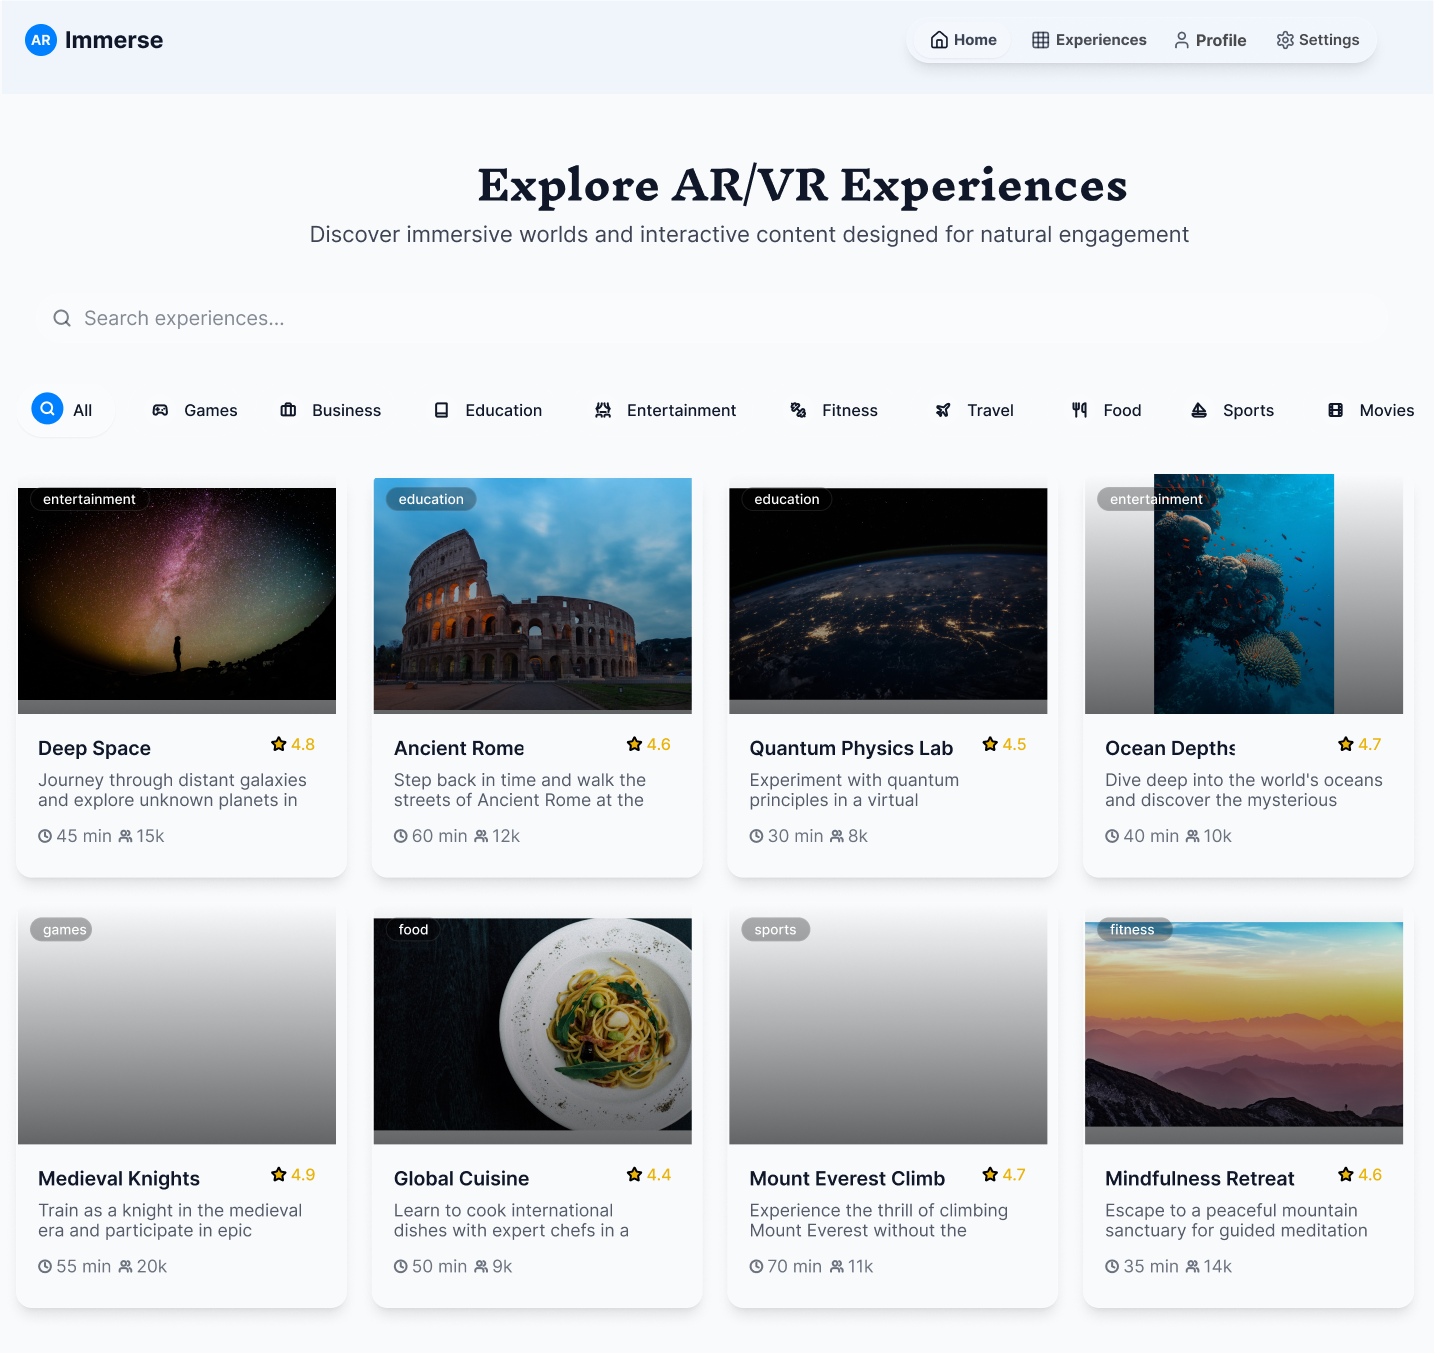 AR Immerse
Home Experiences Profile Settings
Explore AR/VR Experiences
Discover immersive worlds and interactive content designed for natural engagement
Search experiences...
All Games Business Education Entertainment Fitness Travel Food Sports Movies
entertainment
education
education
entertainment
Deep Space 4.8
Journey through distant galaxies
and explore unknown planets in
45 min 15k
Ancient Rome 4.6
Step back in time and walk the
streets of Ancient Rome at the
60 min 12k
Quantum Physics Lab 4.5
Experiment with quantum
principles in a virtual
30 min 8k
Ocean Depths 4.7
Dive deep into the world's oceans
and discover the mysterious
40 min 10k
games
food
sports
fitness
Medieval Knights 4.9
Train as a knight in the medieval
era and participate in epic
55 min 20k
Global Cuisine 4.4
Learn to cook international
dishes with expert chefs in a
50 min 9k
Mount Everest Climb 4.7
Experience the thrill of climbing
Mount Everest without the
70 min 11k
Mindfulness Retreat 4.6
Escape to a peaceful mountain
sanctuary for guided meditation
35 min 14k